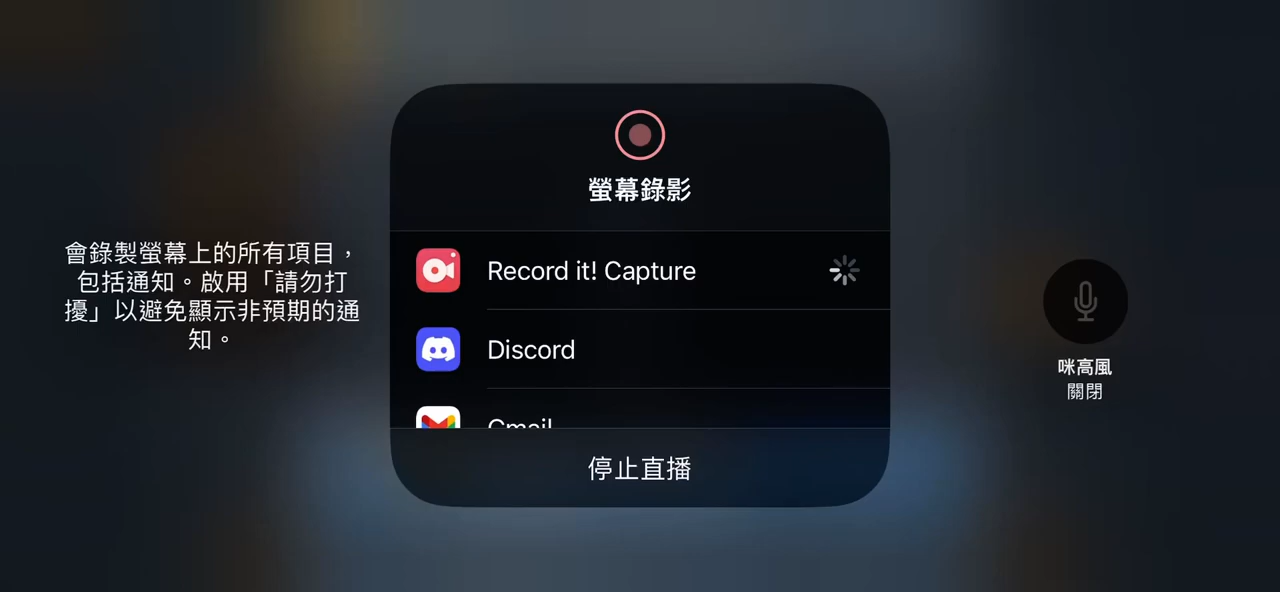 螢幕錄影
會錄製螢幕上的所有項目，
包括通知。啟用「請勿打
擾」以避免顯示非預期的通
知。
Record it! Capture
Discord
Gmail
停止直播
咪高風
關閉